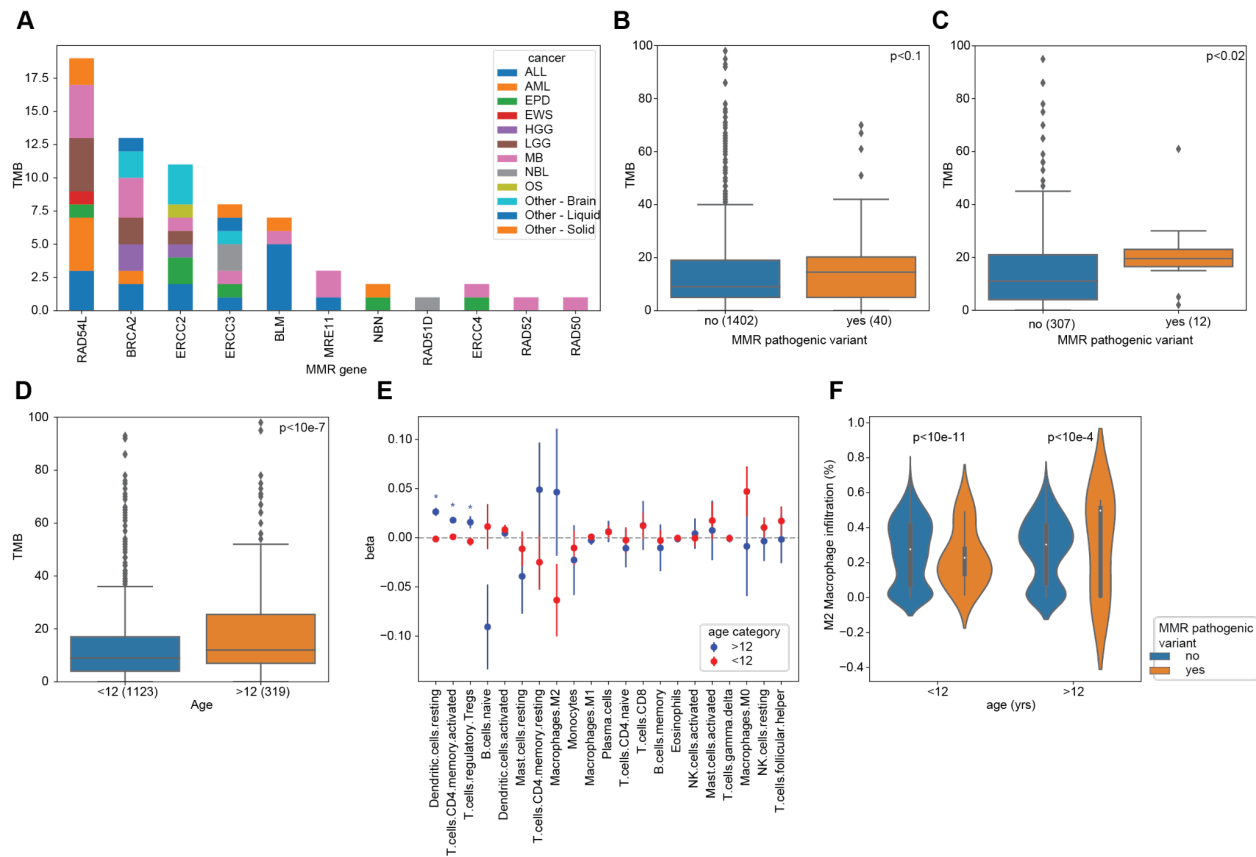 A
TMB
17.5
15.0
12.5
10.0
7.5
5.0
2.5
0.0
cancer
ALL
AML
EPD
EWS
HGG
LGG
MB
NBL
OS
Other - Brain
Other - Liquid
Other - Solid
RAD54L
BRCA2
ERCC2
ERCC3
BLM
MRE11
NBN
RAD51D
ERCC4
RAD52
RAD50
MMR gene
B
TMB
100
80
60
40
20
0
p<0.1
no (1402)
yes (40)
MMR pathogenic variant
C
TMB
100
80
60
40
20
0
p<0.02
no (307)
yes (12)
MMR pathogenic variant
D
TMB
100
80
60
40
20
0
p<10e-7
<12 (1123)
>12 (319)
Age
E
beta
0.10
0.05
0.00
−0.05
−0.10
* * *
age category
>12
<12
Dendritic.cells.resting
T.cells.CD4.memory.activated
T.cells.regulatory.Tregs
B.cells.naive
Dendritic.cells.activated
Mast.cells.resting
T.cells.CD4.memory.resting
Macrophages.M2
Monocytes
Macrophages.M1
Plasma.cells
T.cells.CD4.naive
T.cells.CD8
B.cells.memory
Eosinophils
NK.cells.activated
Mast.cells.activated
T.cells.gamma.delta
Macrophages.M0
NK.cells.resting
T.cells.follicular.helper
F
M2 Macrophage infiltration (%)
1.0
0.8
0.6
0.4
0.2
0.0
−0.2
−0.4
p<10e-11
p<10e-4
<12
>12
age (yrs)
MMR pathogenic
variant
no
yes